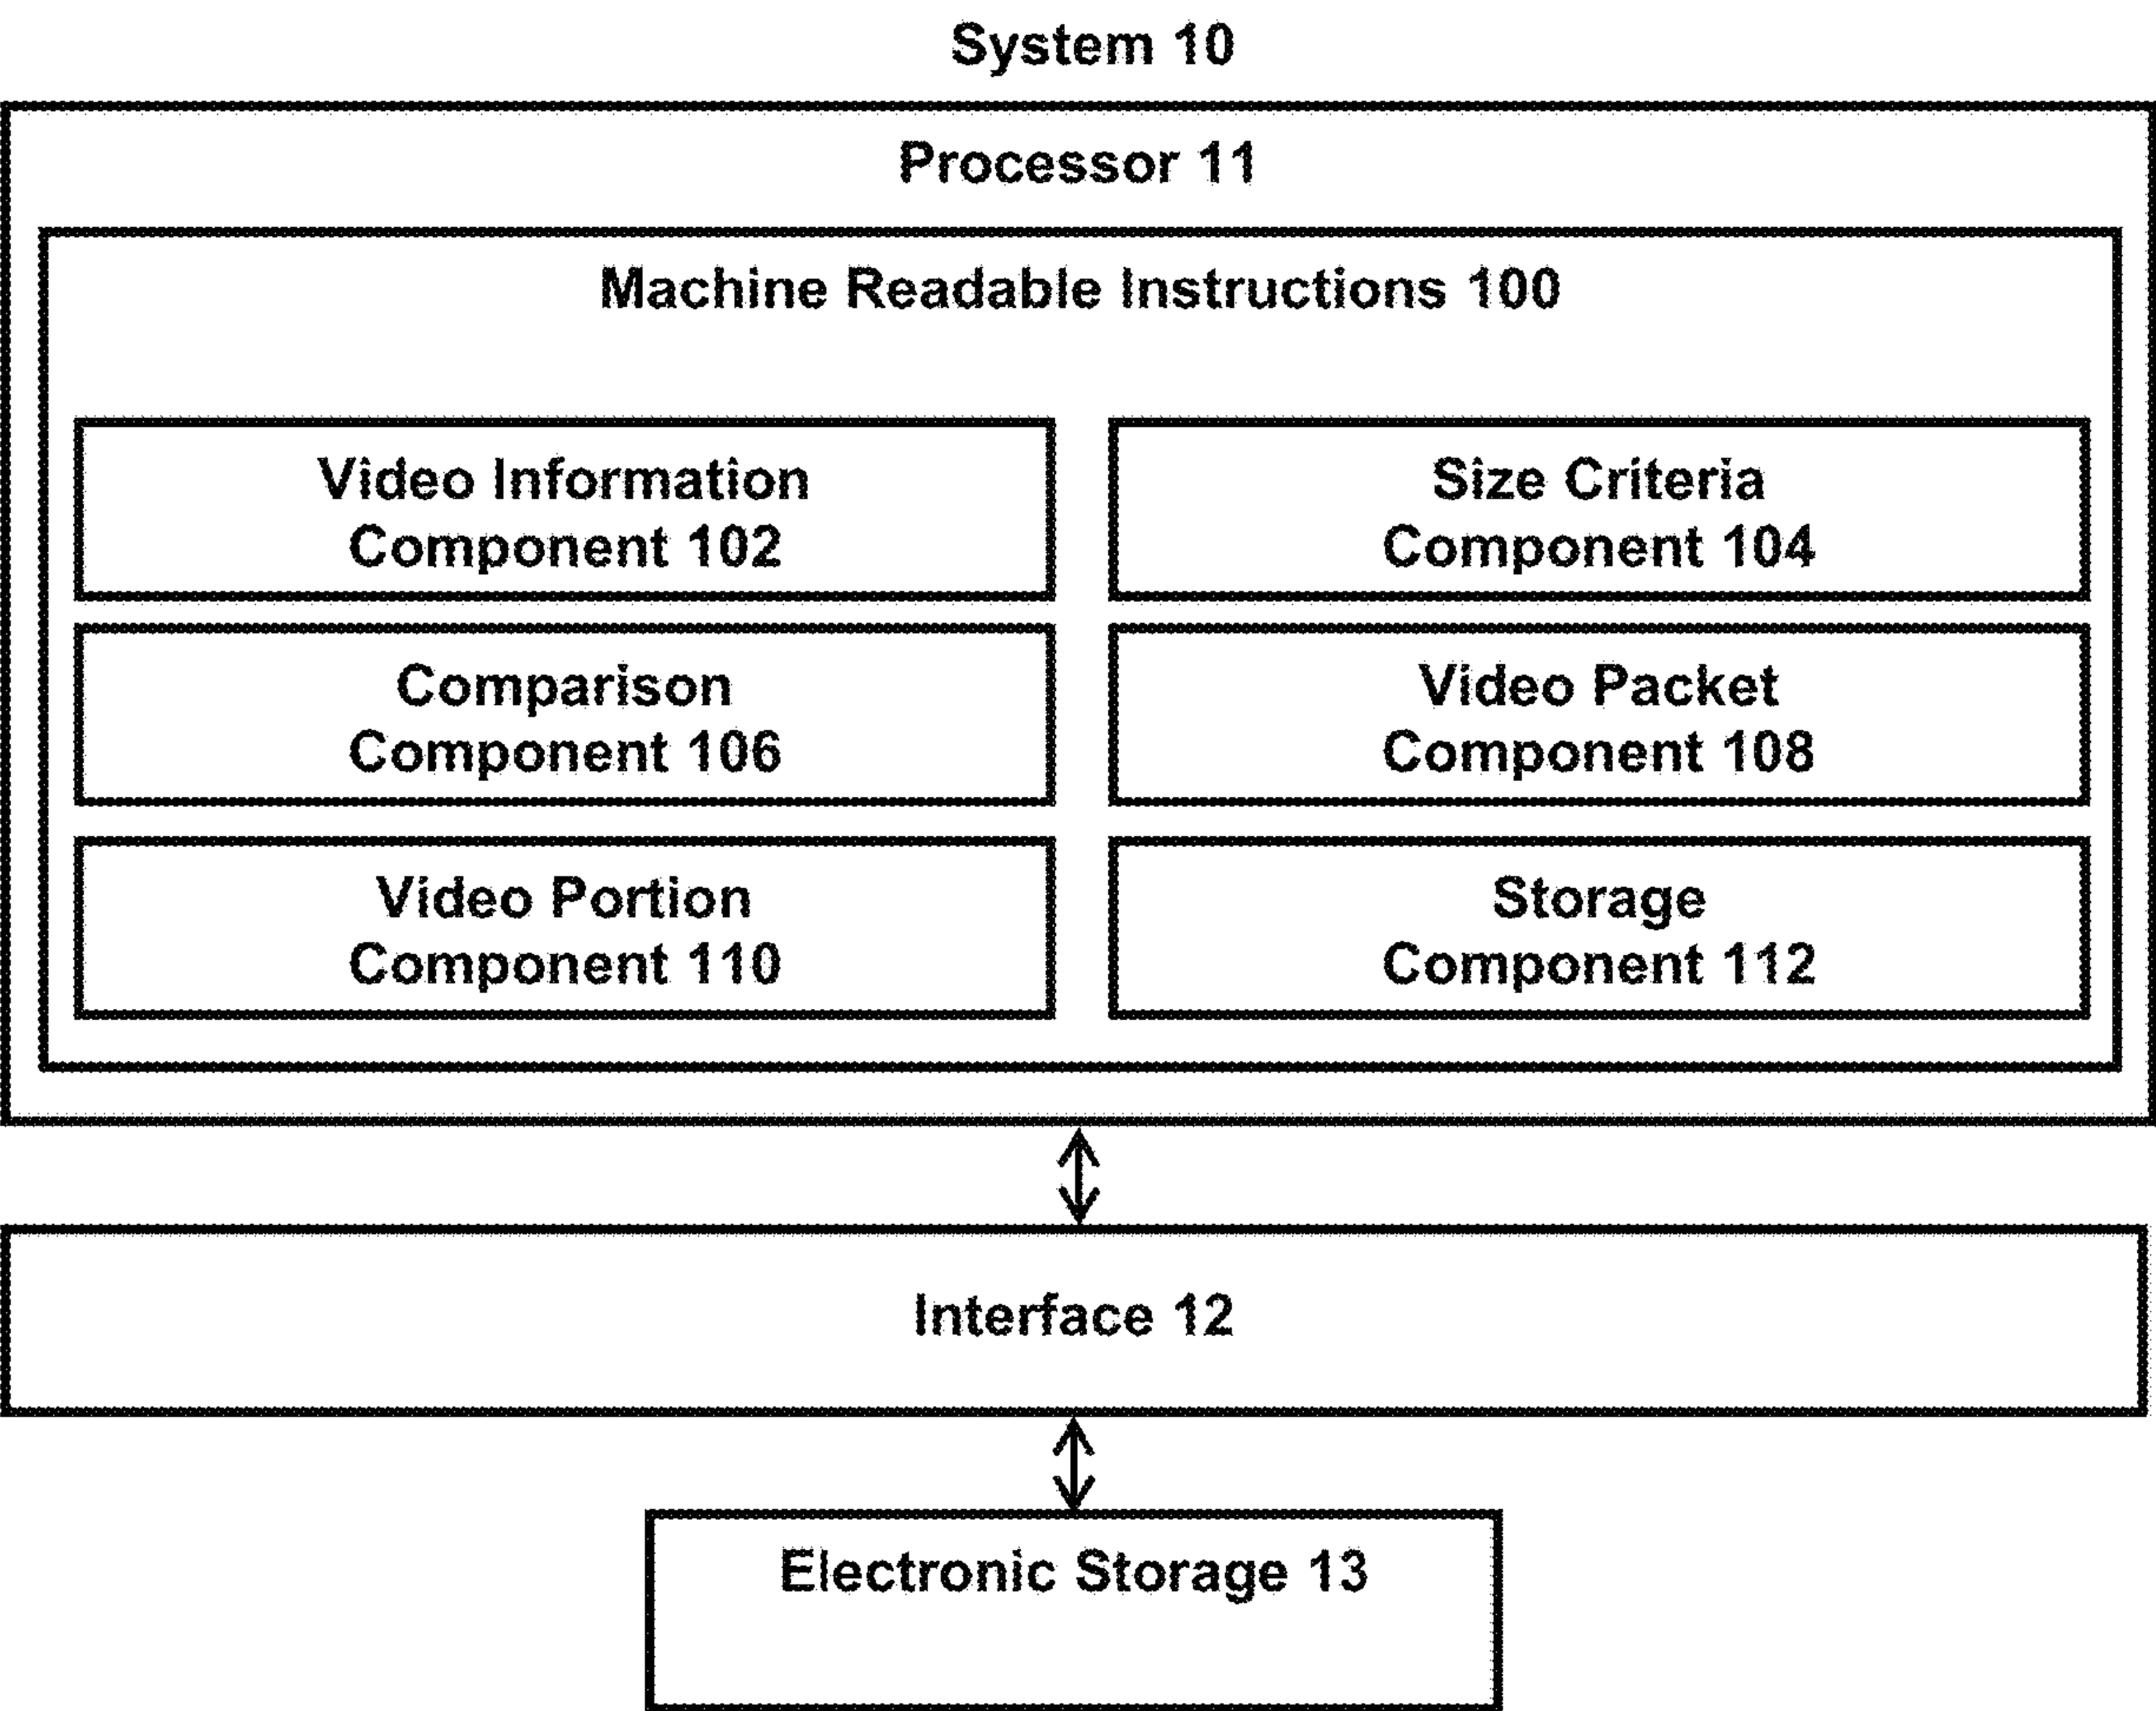 System 10
Processor 11
Machine Readable Instructions 100
Video Information
Component 102
Size Criteria
Component 104
Comparison
Component 106
Video Packet
Component 108
Video Portion
Component 110
Storage
Component 112
Interface 12
Electronic Storage 13